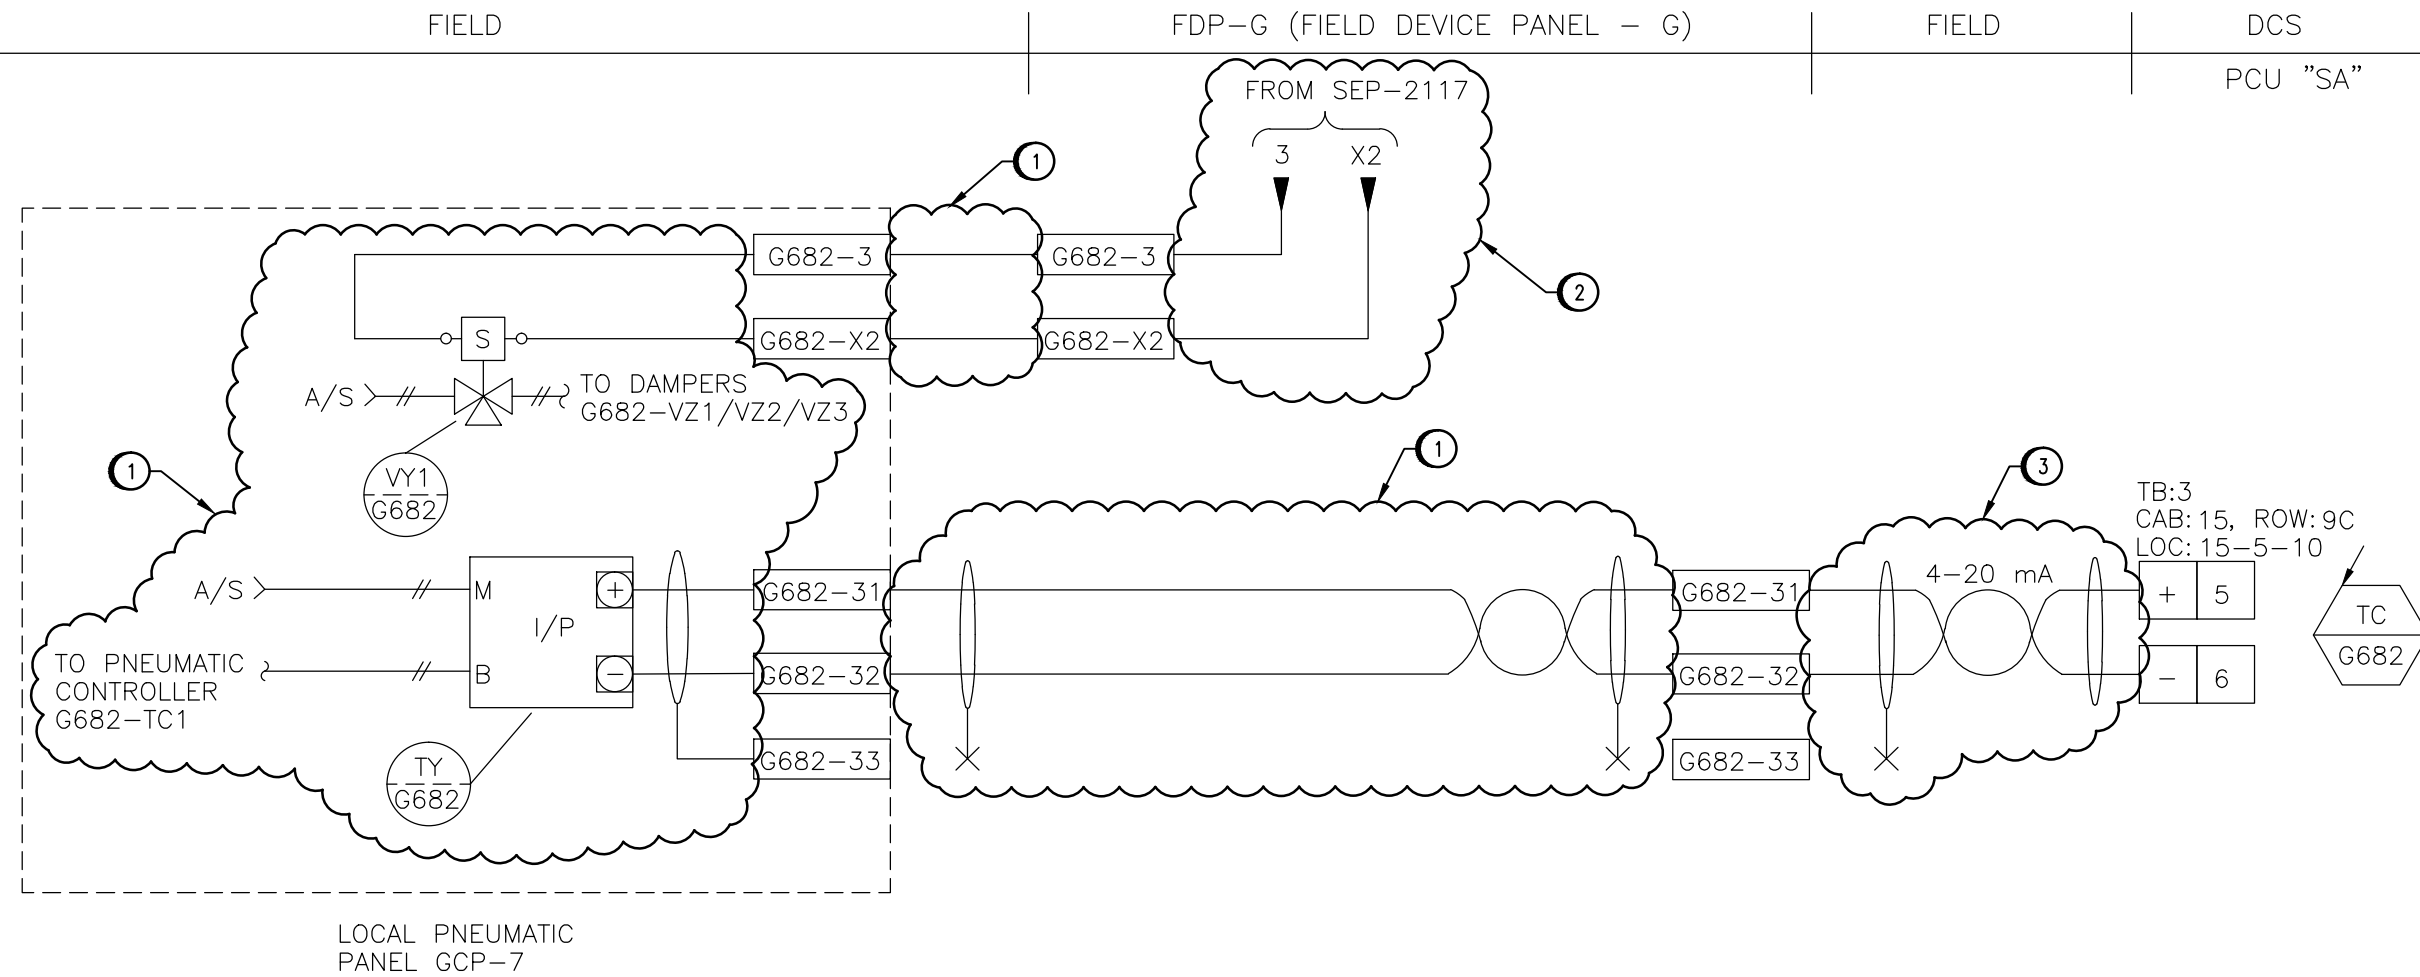 FIELD
FDP-G (FIELD DEVICE PANEL - G)
FIELD
DCS
PCU "SA"
FROM SEP-2117
3 X2
1
2
G682-3
G682-3
G682-X2
G682-X2
S
A/S
TO DAMPERS
G682-VZ1/VZ2/VZ3
VY1
G682
1
1
3
TB:3
CAB:15, ROW:9C
LOC:15-5-10
A/S
M
I/P
+
-
B
TO PNEUMATIC
CONTROLLER
G682-TC1
TY
G682
G682-31
G682-32
G682-33
G682-31
G682-32
G682-33
4-20 mA
+ 5
- 6
TC
G682
LOCAL PNEUMATIC
PANEL GCP-7